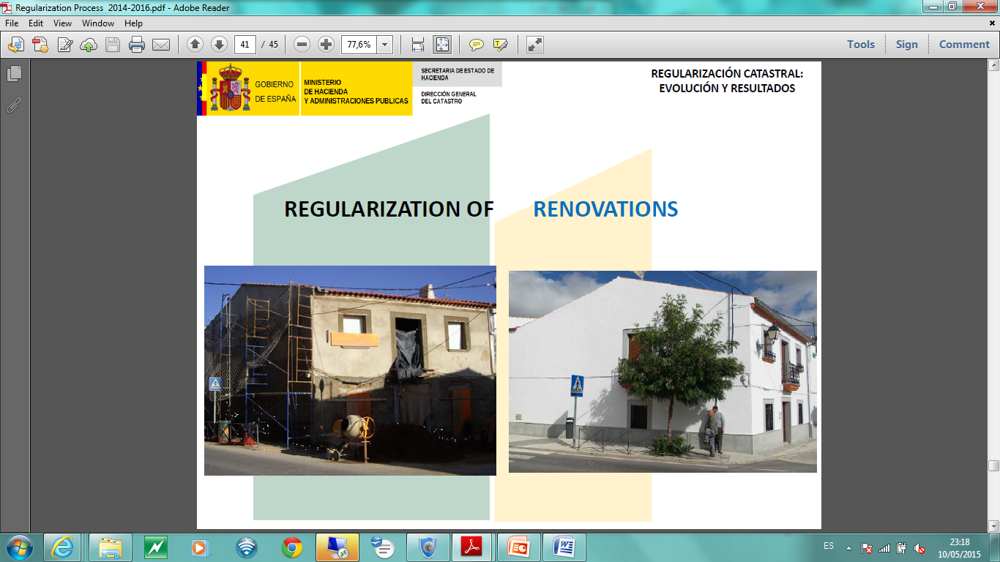 Regularization Process  2014-2016.pdf - Adobe Reader
File Edit View Window Help
41 / 45 77,6% Tools Sign Comment
GOBIERNO
DE ESPAÑA
MINISTERIO
DE HACIENDA
Y ADMINISTRACIONES PUBLICAS
SECRETARIA DE ESTADO DE
HACIENDA
DIRECCIÓN GENERAL
DEL CATASTRO
REGULARIZACIÓN CATASTRAL:
EVOLUCIÓN Y RESULTADOS
REGULARIZATION OF RENOVATIONS
ES
23:18
10/05/2015